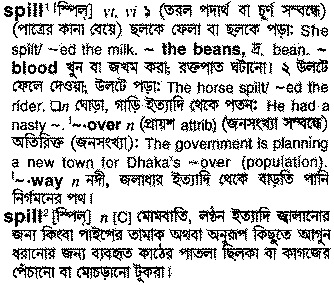 spill¹ [স্পিল্] vt, vi ১ (তরল পদার্থ বা চূর্ণ সম্বন্ধে)
(পাত্রের কানা বেয়ে) ছলকে ফেলা বা ছলকে পড়া: She
spilt/ ~ed the milk. ~ the beans, দ্র. bean. ~
blood খুন বা জখম করা; রক্তপাত ঘটানো। ২ উলটে
ফেলে দেওয়া; উলটে পড়া: The horse spilt/ ~ed the
rider. □n ঘোড়া, গাড়ি ইত্যাদি থেকে পতন: He had a
nasty ~. ¹~·over n (প্রায়শ attrib) (জনসংখ্যা সম্বন্ধে)
অতিরিক্ত (জনসংখ্যা): The government is planning
a new town for Dhaka's ~over (population).
¹~·way n নদী, জলাধার ইত্যাদি থেকে বাড়তি পানি
নির্গমনের পথ।
spill² [স্পিল্] n [C] মোমবাতি, লণ্ঠন ইত্যাদি জ্বালানোর
জন্য কিংবা পাইপের তামাক অথবা অনুরূপ কিছুতে আগুন
ধরানোর জন্য ব্যবহৃত কাঠের পাতলা ছিলকা বা কাগজের
পেঁচানো বা মোচড়ানো টুকরা।